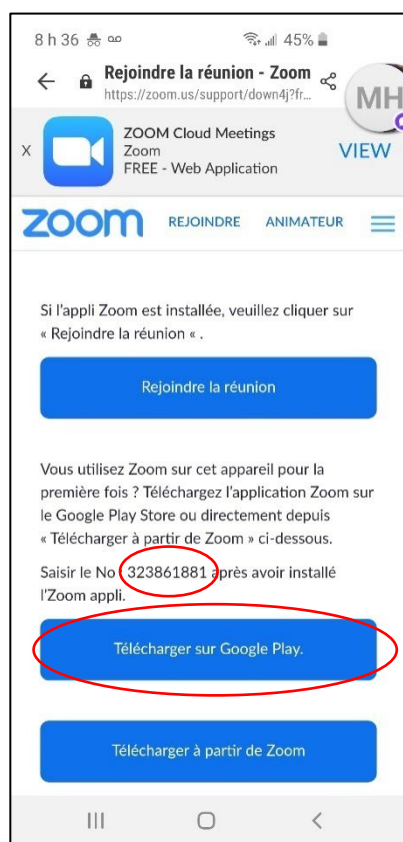 8 h 36 45%
Rejoindre la réunion - Zoom
https://zoom.us/support/down4j?fr...
MH
ZOOM Cloud Meetings
X Zoom VIEW
FREE - Web Application
zoom REJOINDRE ANIMATEUR
Si l'appli Zoom est installée, veuillez cliquer sur
« Rejoindre la réunion « .
Rejoindre la réunion
Vous utilisez Zoom sur cet appareil pour la
première fois ? Téléchargez l'application Zoom sur
le Google Play Store ou directement depuis
« Télécharger à partir de Zoom » ci-dessous.
Saisir le No : 323861881 après avoir installé
l'Zoom appli.
Télécharger sur Google Play.
Télécharger à partir de Zoom